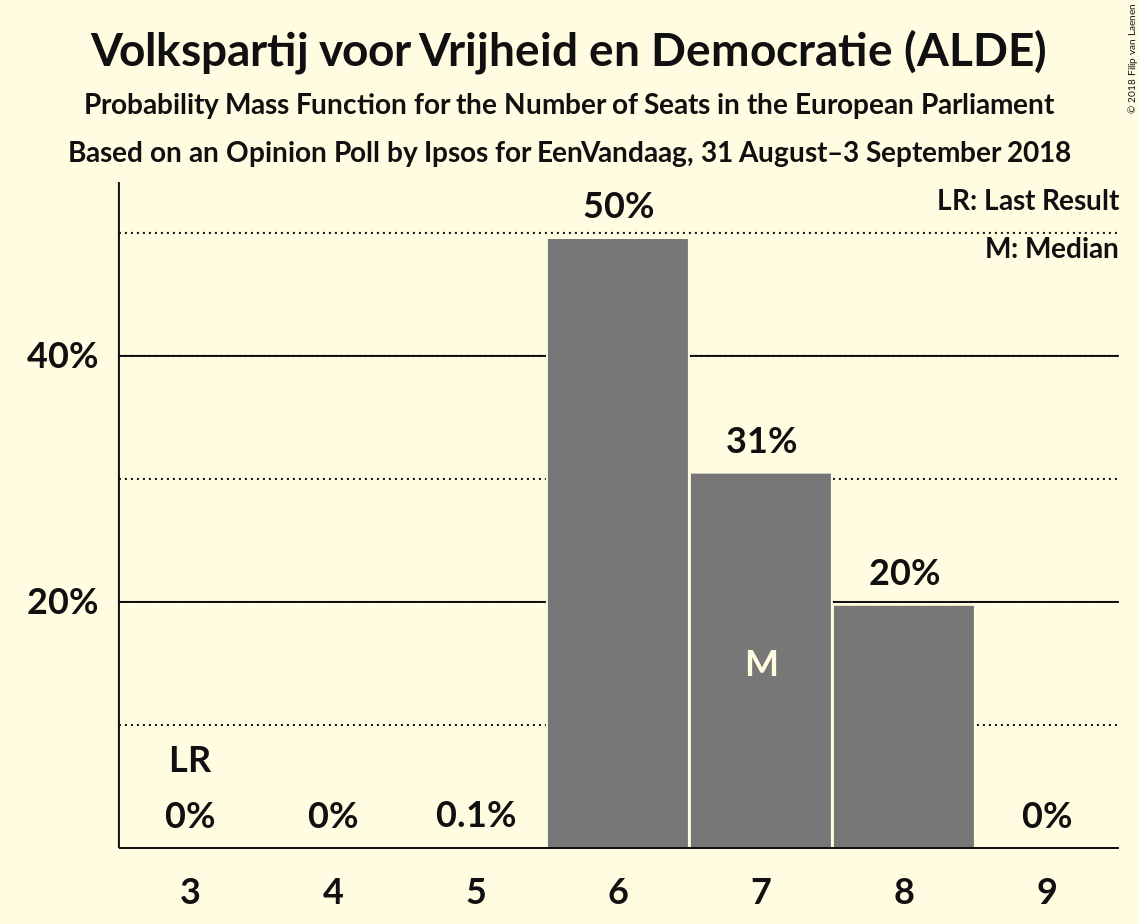 Volkspartij voor Vrijheid en Democratie (ALDE)
Probability Mass Function for the Number of Seats in the European Parliament
Based on an Opinion Poll by Ipsos for EenVandaag, 31 August–3 September 2018
© 2018 Filip van Laenen
LR: Last Result
M: Median
50%
40%
31%
20%
20%
M
LR
0%
0%
0.1%
0%
3
4
5
6
7
8
9